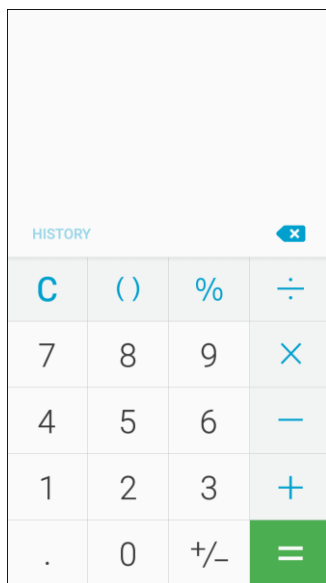 HISTORY
C ( ) % ÷
7 8 9 ×
4 5 6 −
1 2 3 +
. 0 +/− =